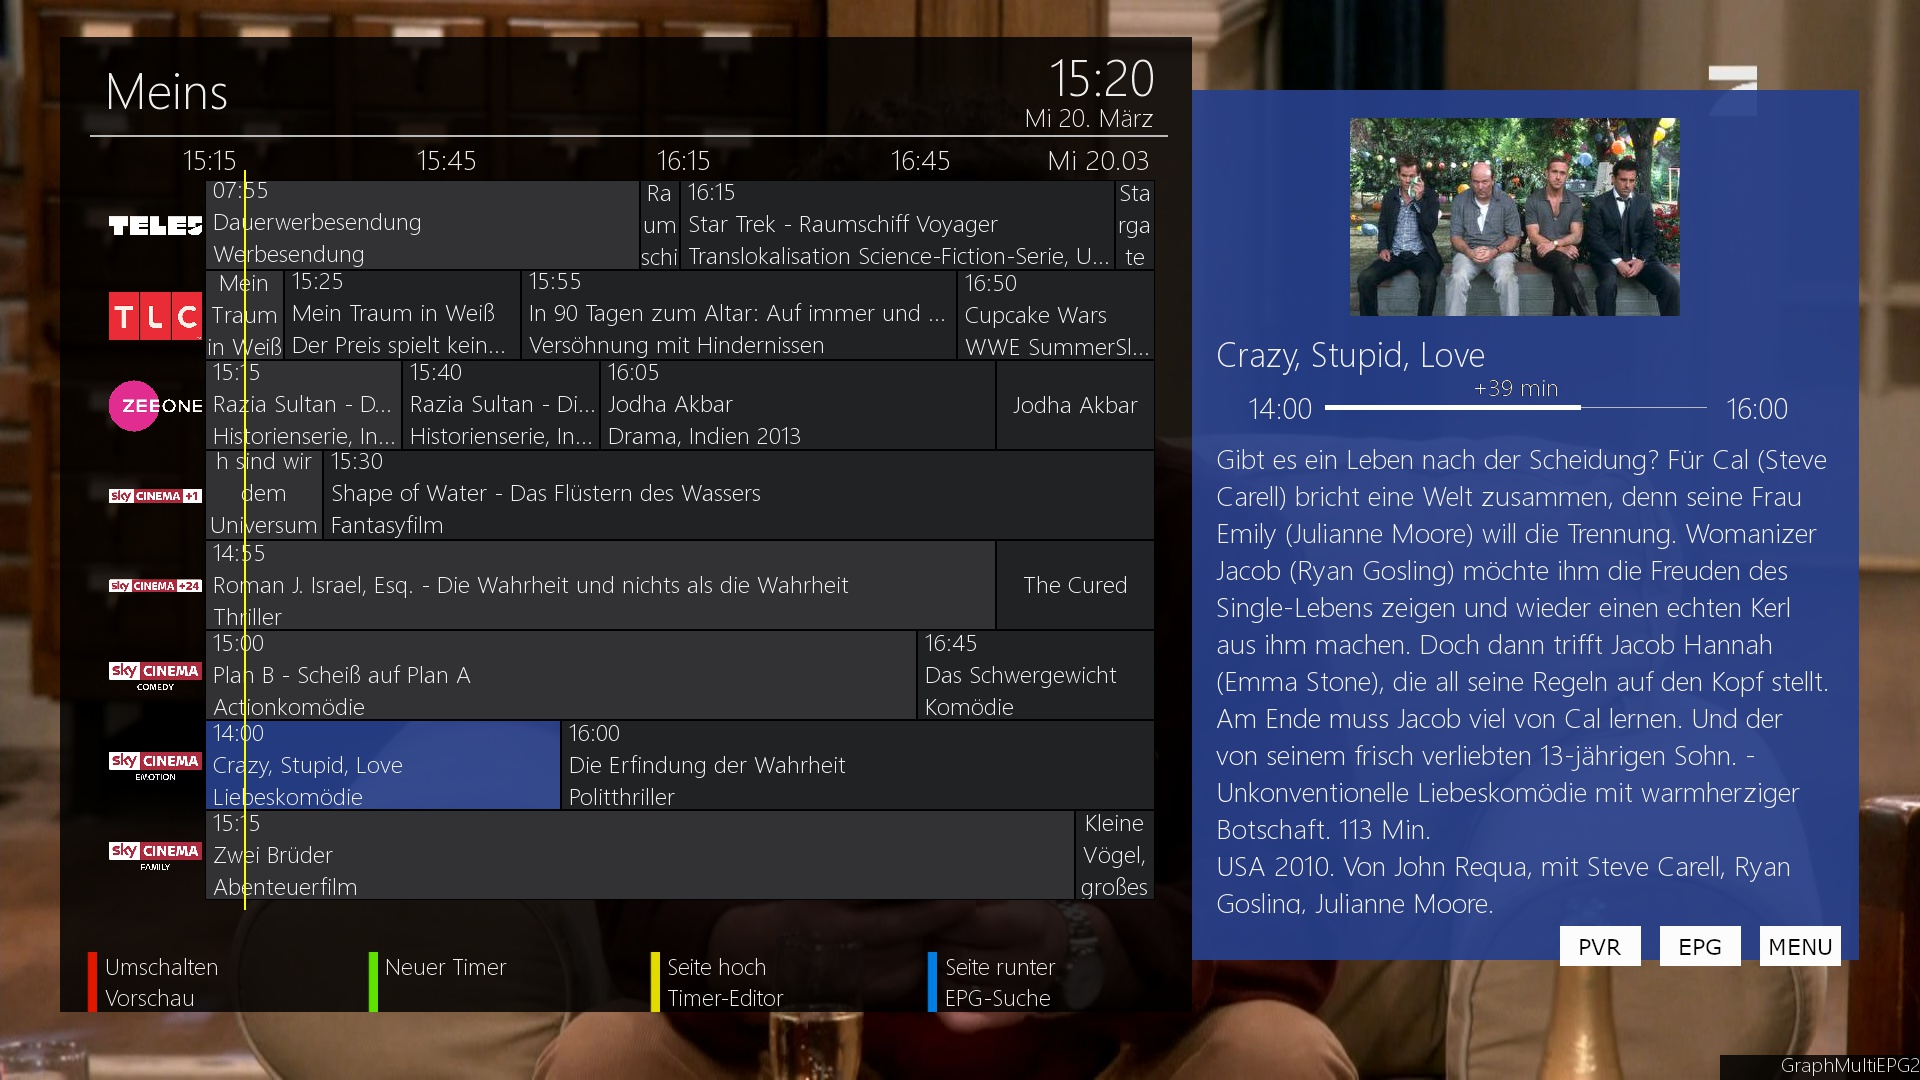 Meins
15:20
Mi 20. März
15:15 15:45 16:15 16:45 Mi 20.03
TELE5
07:55
Dauerwerbesendung
Werbesendung
Ra
um
schi
16:15
Star Trek - Raumschiff Voyager
Translokalisation Science-Fiction-Serie, U...
Sta
rga
te
TLC
Mein
Traum
in Weiß
15:25
Mein Traum in Weiß
Der Preis spielt kein...
15:55
In 90 Tagen zum Altar: Auf immer und ...
Versöhnung mit Hindernissen
16:50
Cupcake Wars
WWE SummerSl...
ZEEONE
15:15
Razia Sultan - D...
Historienserie, In...
15:40
Razia Sultan - Di...
Historienserie, In...
16:05
Jodha Akbar
Drama, Indien 2013
Jodha Akbar
sky CINEMA +1
h sind wir
dem
Universum
15:30
Shape of Water - Das Flüstern des Wassers
Fantasyfilm
sky CINEMA +24
14:55
Roman J. Israel, Esq. - Die Wahrheit und nichts als die Wahrheit
Thriller
The Cured
sky CINEMA
COMEDY
15:00
Plan B - Scheiß auf Plan A
Actionkomödie
16:45
Das Schwergewicht
Komödie
sky CINEMA
EMOTION
14:00
Crazy, Stupid, Love
Liebeskomödie
16:00
Die Erfindung der Wahrheit
Politthriller
sky CINEMA
FAMILY
15:15
Zwei Brüder
Abenteuerfilm
Kleine
Vögel,
großes
Umschalten
Vorschau
Neuer Timer
Seite hoch
Timer-Editor
Seite runter
EPG-Suche
Crazy, Stupid, Love
+39 min
14:00 16:00
Gibt es ein Leben nach der Scheidung? Für Cal (Steve
Carell) bricht eine Welt zusammen, denn seine Frau
Emily (Julianne Moore) will die Trennung. Womanizer
Jacob (Ryan Gosling) möchte ihm die Freuden des
Single-Lebens zeigen und wieder einen echten Kerl
aus ihm machen. Doch dann trifft Jacob Hannah
(Emma Stone), die all seine Regeln auf den Kopf stellt.
Am Ende muss Jacob viel von Cal lernen. Und der
von seinem frisch verliebten 13-jährigen Sohn. -
Unkonventionelle Liebeskomödie mit warmherziger
Botschaft. 113 Min.
USA 2010. Von John Requa, mit Steve Carell, Ryan
Gosling, Julianne Moore.
PVR EPG MENU
GraphMultiEPG2